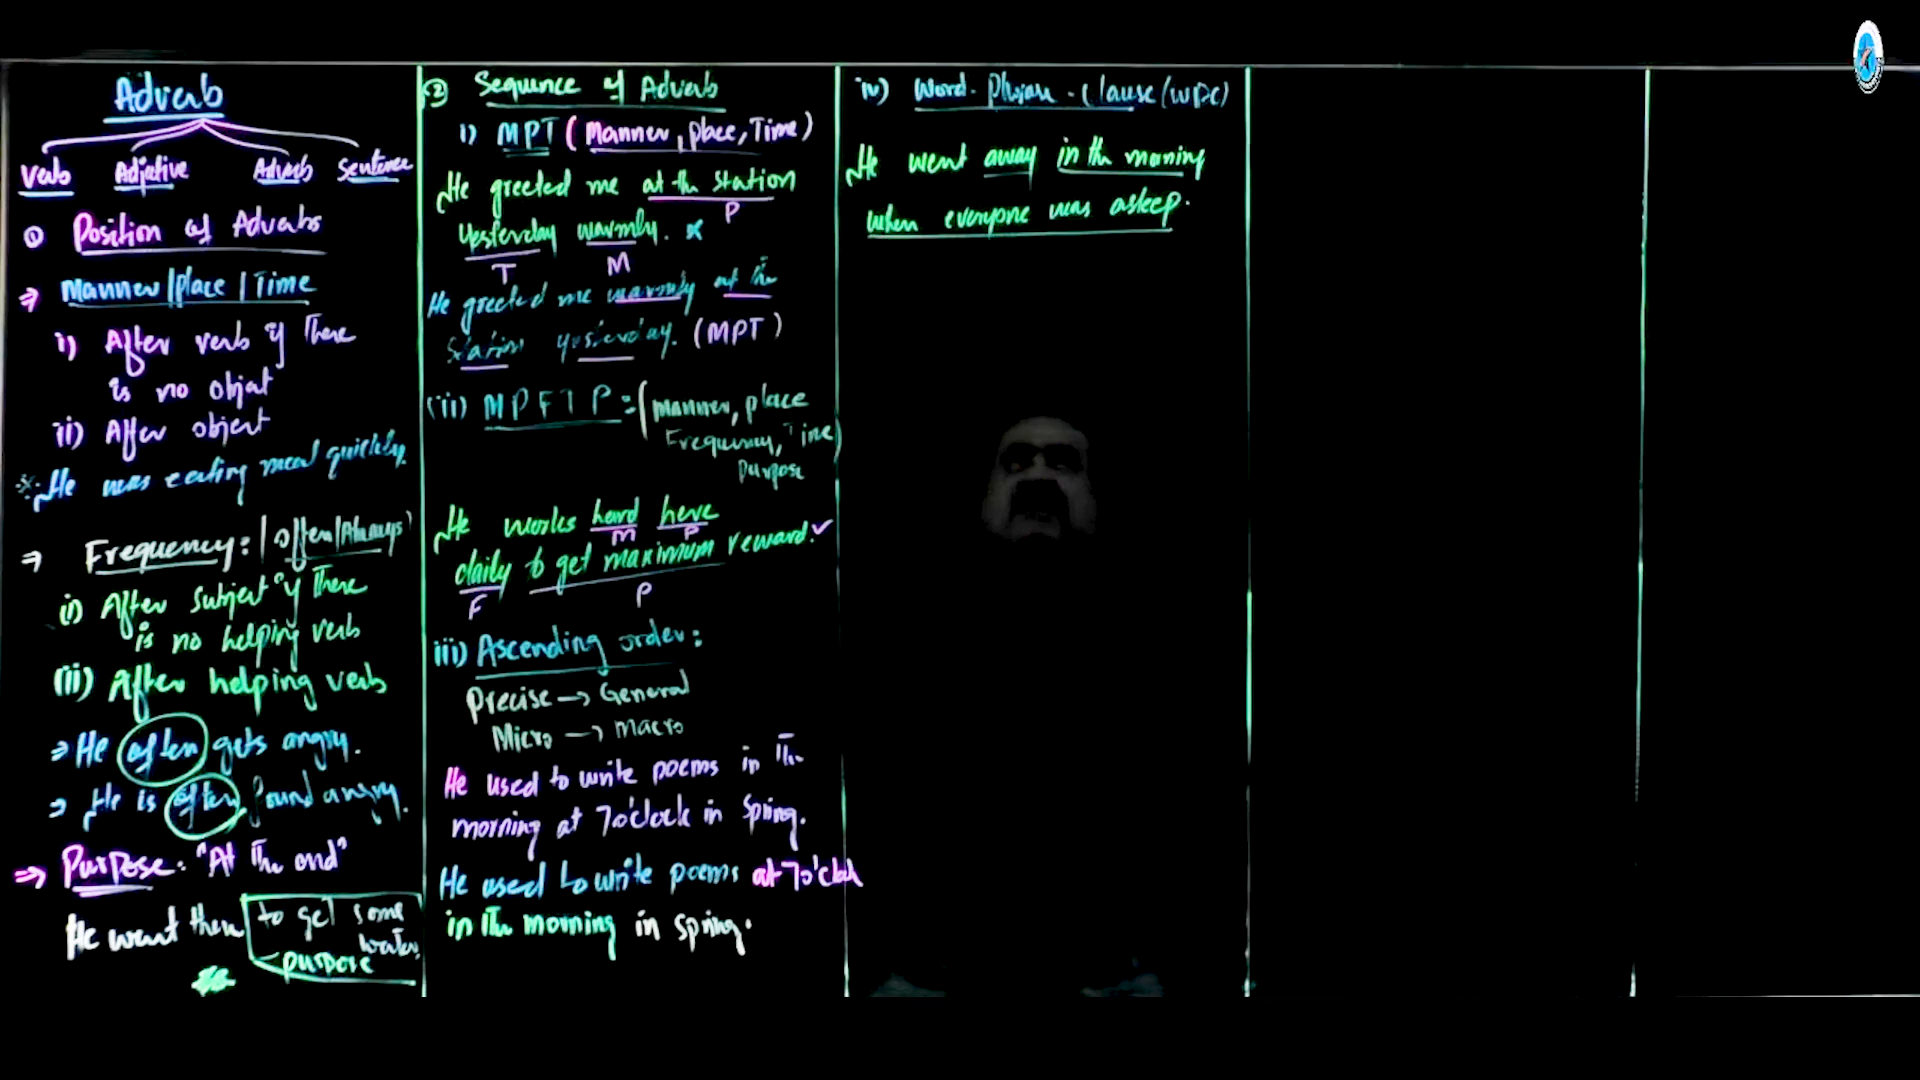 Adverb
Verb Adjective Adverb Sentence
① Position of Adverbs
⇒ Manner/Place/Time
i) After verb if there
is no object
ii) After object
He was eating meal quickly.
⇒ Frequency: (often/Always)
(i) After subject if there
is no helping verb
(ii) After helping verb
⇒ He often gets angry.
⇒ He is often found angry.
⇒ Purpose: "At the end"
He went then to get some
water
purpose
② Sequence of Adverb
i) MPT (Manner, place, Time)
He greeted me at the station
P
yesterday warmly. ×
T M
He greeted me warmly at the
station yesterday. (MPT)
(ii) MPFTP = (manner, place
Frequency, Time)
purpose
He works hard here
M P
daily to get maximum reward. ✓
F P
iii) Ascending order:
Precise → General
Micro → Macro
He used to write poems in the
morning at 7o'clock in spring.
He used to write poems at 7o'clock
in the morning in spring.
iv) Word-Phrase-Clause (WPC)
He went away in the morning
when everyone was asleep.